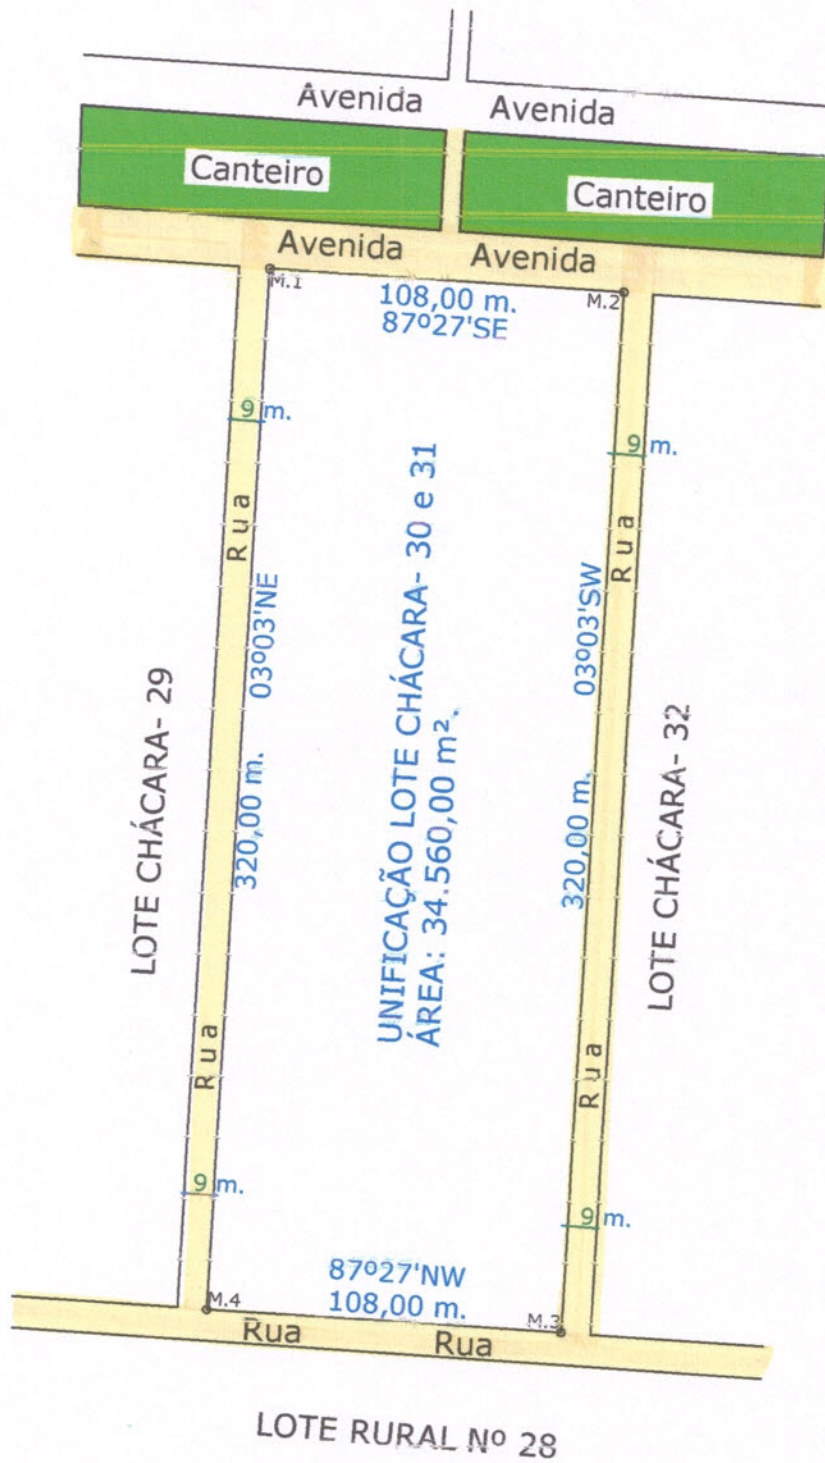 Avenida Avenida
Canteiro Canteiro
Avenida Avenida
M.1
M.2
108,00 m.
87º27'SE
9 m.
9 m.
Rua
Rua
03º03'NE
320,00 m.
UNIFICAÇÃO LOTE CHÁCARA- 30 e 31
ÁREA: 34.560,00 m².
03º03'SW
320,00 m.
LOTE CHÁCARA- 29
LOTE CHÁCARA- 32
Rua
Rua
9 m.
9 m.
87º27'NW
108,00 m.
M.4
M.3
Rua Rua
LOTE RURAL Nº 28